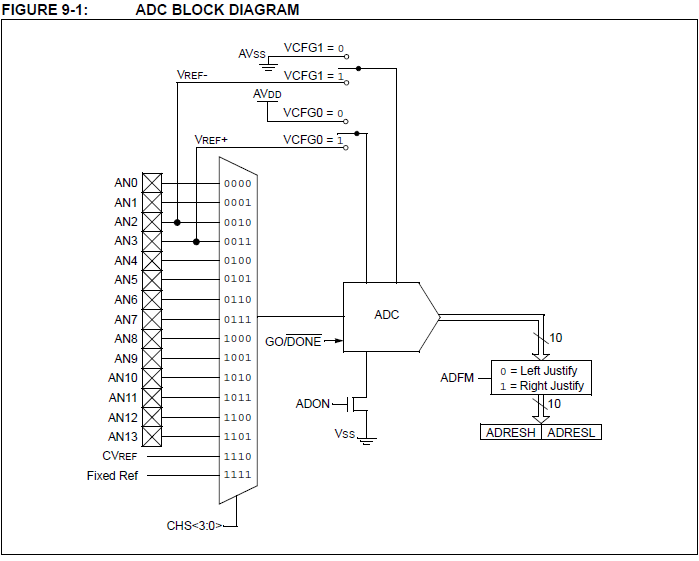 FIGURE 9-1: ADC BLOCK DIAGRAM
AVSS
VCFG1 = 0
VREF-
VCFG1 = 1
AVDD
VCFG0 = 0
VREF+
VCFG0 = 1
AN0 0000
AN1 0001
AN2 0010
AN3 0011
AN4 0100
AN5 0101
AN6 0110
AN7 0111
AN8 1000
AN9 1001
AN10 1010
AN11 1011
AN12 1100
AN13 1101
CVREF 1110
Fixed Ref 1111
CHS<3:0>
ADC
GO/DONE
ADON
VSS
10
ADFM
0 = Left Justify
1 = Right Justify
10
ADRESH ADRESL